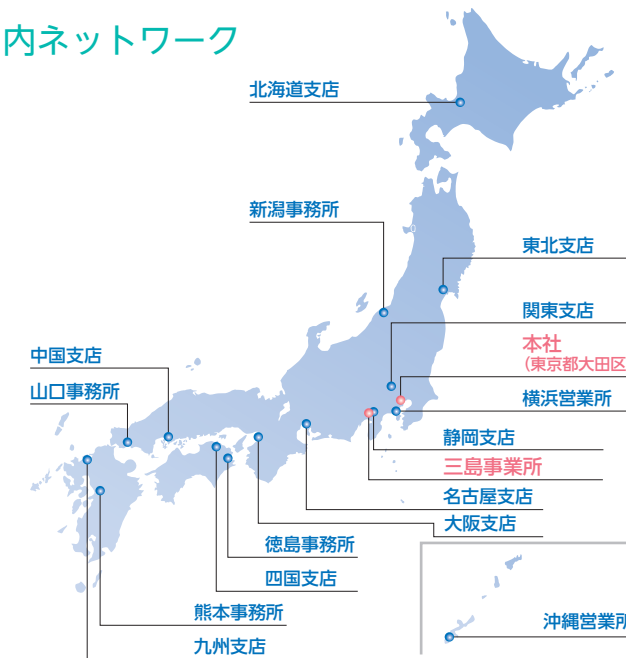 内ネットワーク
北海道支店
新潟事務所
東北支店
関東支店
本社
(東京都大田区
中国支店
山口事務所
横浜営業所
静岡支店
三島事業所
名古屋支店
大阪支店
徳島事務所
四国支店
熊本事務所
九州支店
沖縄営業所